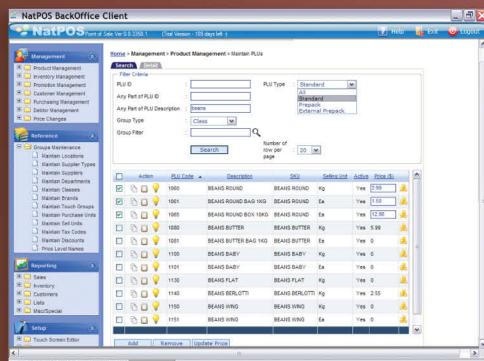 NatPOS BackOffice Client
NatPOS Point of Sale Ver 9.8.3358.1 (Trial Version - 103 days left )
Help Exit Logout
Management
Product Management
Inventory Management
Promotion Management
Customer Management
Purchasing Management
Debtor Management
Price Changes
Reference
Groups Maintenance
Maintain Locations
Maintain Supplier Types
Maintain Suppliers
Maintain Departments
Maintain Classes
Maintain Brands
Maintain Touch Groups
Maintain Purchase Units
Maintain Sell Units
Maintain Tax Codes
Maintain Discounts
Price Level Names
Reporting
Sales
Inventory
Customers
Lists
Misc/Special
Setup
Touch Screen Editor
Home > Management > Product Management > Maintain PLUs
Search Detail
Filter Criteria
PLU ID :
PLU Type : Standard
All
Standard
Prepack
External Prepack
Any Part of PLU ID :
Any Part of PLU Description : beans
Group Type : Class
Group Filter :
Search
Number of row per page : 20
Action PLU Code Description SKU Selling Unit Active Price ($)
1060 BEANS ROUND BEANS ROUND Kg Yes 2.99
1061 BEANS ROUND BAG 1KG BEANS ROUND Ea Yes 1.50
1065 BEANS ROUND BOX 10KG BEANS ROUND Ea Yes 12.90
1080 BEANS BUTTER BEANS BUTTER Kg Yes 5.99
1081 BEANS BUTTER BAG 1KG BEANS BUTTER Ea Yes 0
1100 BEANS BABY BEANS BABY Kg Yes 0
1101 BEANS BABY BEANS BABY Ea Yes 0
1130 BEANS FLAT BEANS FLAT Kg Yes 0
1140 BEANS BERLOTTI BEANS BERLOTTI Kg Yes 2.55
1150 BEANS WING BEANS WING Kg Yes 0
1151 BEANS WING BEANS WING Ea Yes 0
Add Remove Update Price